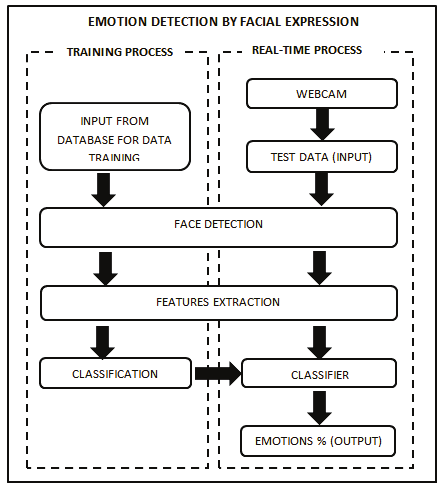 EMOTION DETECTION BY FACIAL EXPRESSION
TRAINING PROCESS
REAL-TIME PROCESS
INPUT FROM
DATABASE FOR DATA
TRAINING
WEBCAM
TEST DATA (INPUT)
FACE DETECTION
FEATURES EXTRACTION
CLASSIFICATION
CLASSIFIER
EMOTIONS % (OUTPUT)